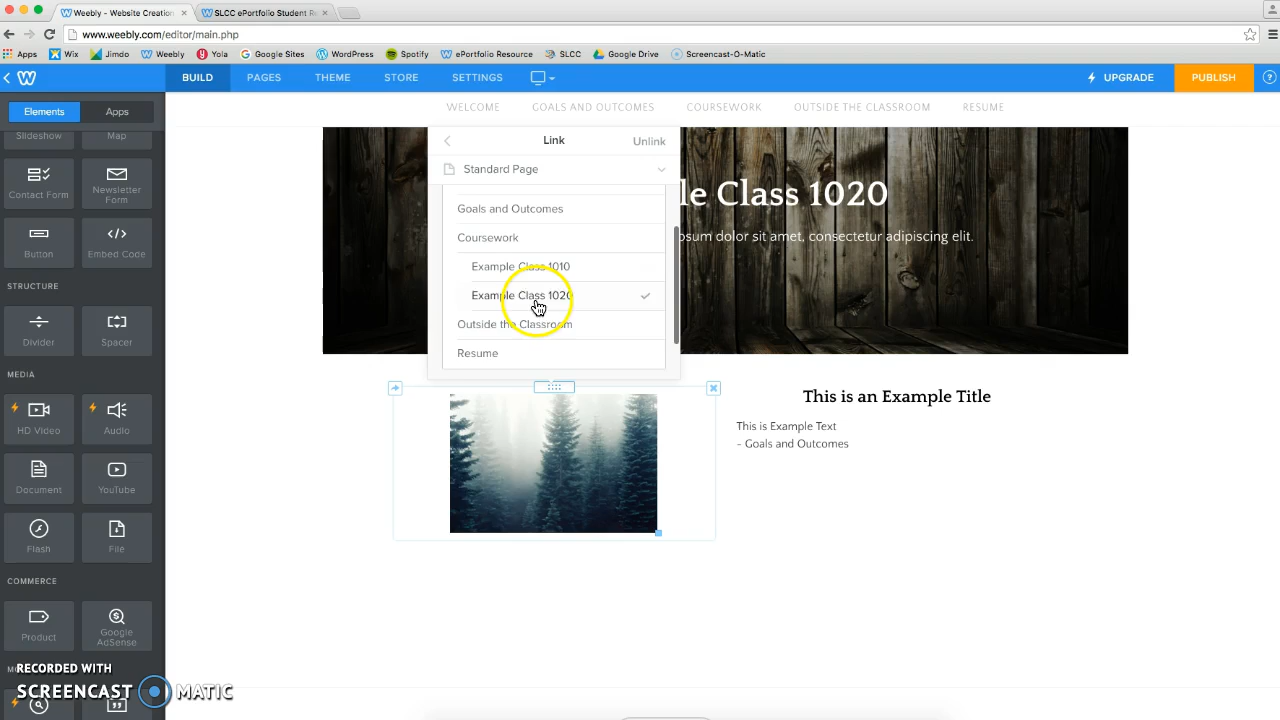 Weebly - Website Creation
SLCC ePortfolio Student Re
www.weebly.com/editor/main.php
Apps Wix Jimdo Weebly Yola Google Sites WordPress Spotify ePortfolio Resource SLCC Google Drive Screencast-O-Matic
BUILD PAGES THEME STORE SETTINGS UPGRADE PUBLISH ?
Elements Apps
WELCOME GOALS AND OUTCOMES COURSEWORK OUTSIDE THE CLASSROOM RESUME
Slideshow Map
Contact Form Newsletter
Form
Button Embed Code
STRUCTURE
Divider Spacer
MEDIA
HD Video Audio
Document YouTube
Flash File
COMMERCE
Product Google
AdSense
RECORDED WITH
SCREENCAST MATIC
Link Unlink
Standard Page
Goals and Outcomes
Coursework
Example Class 1010
Example Class 1020
Outside the Classroom
Resume
le Class 1020
psum dolor sit amet, consectetur adipiscing elit.
This is an Example Title
This is Example Text
- Goals and Outcomes